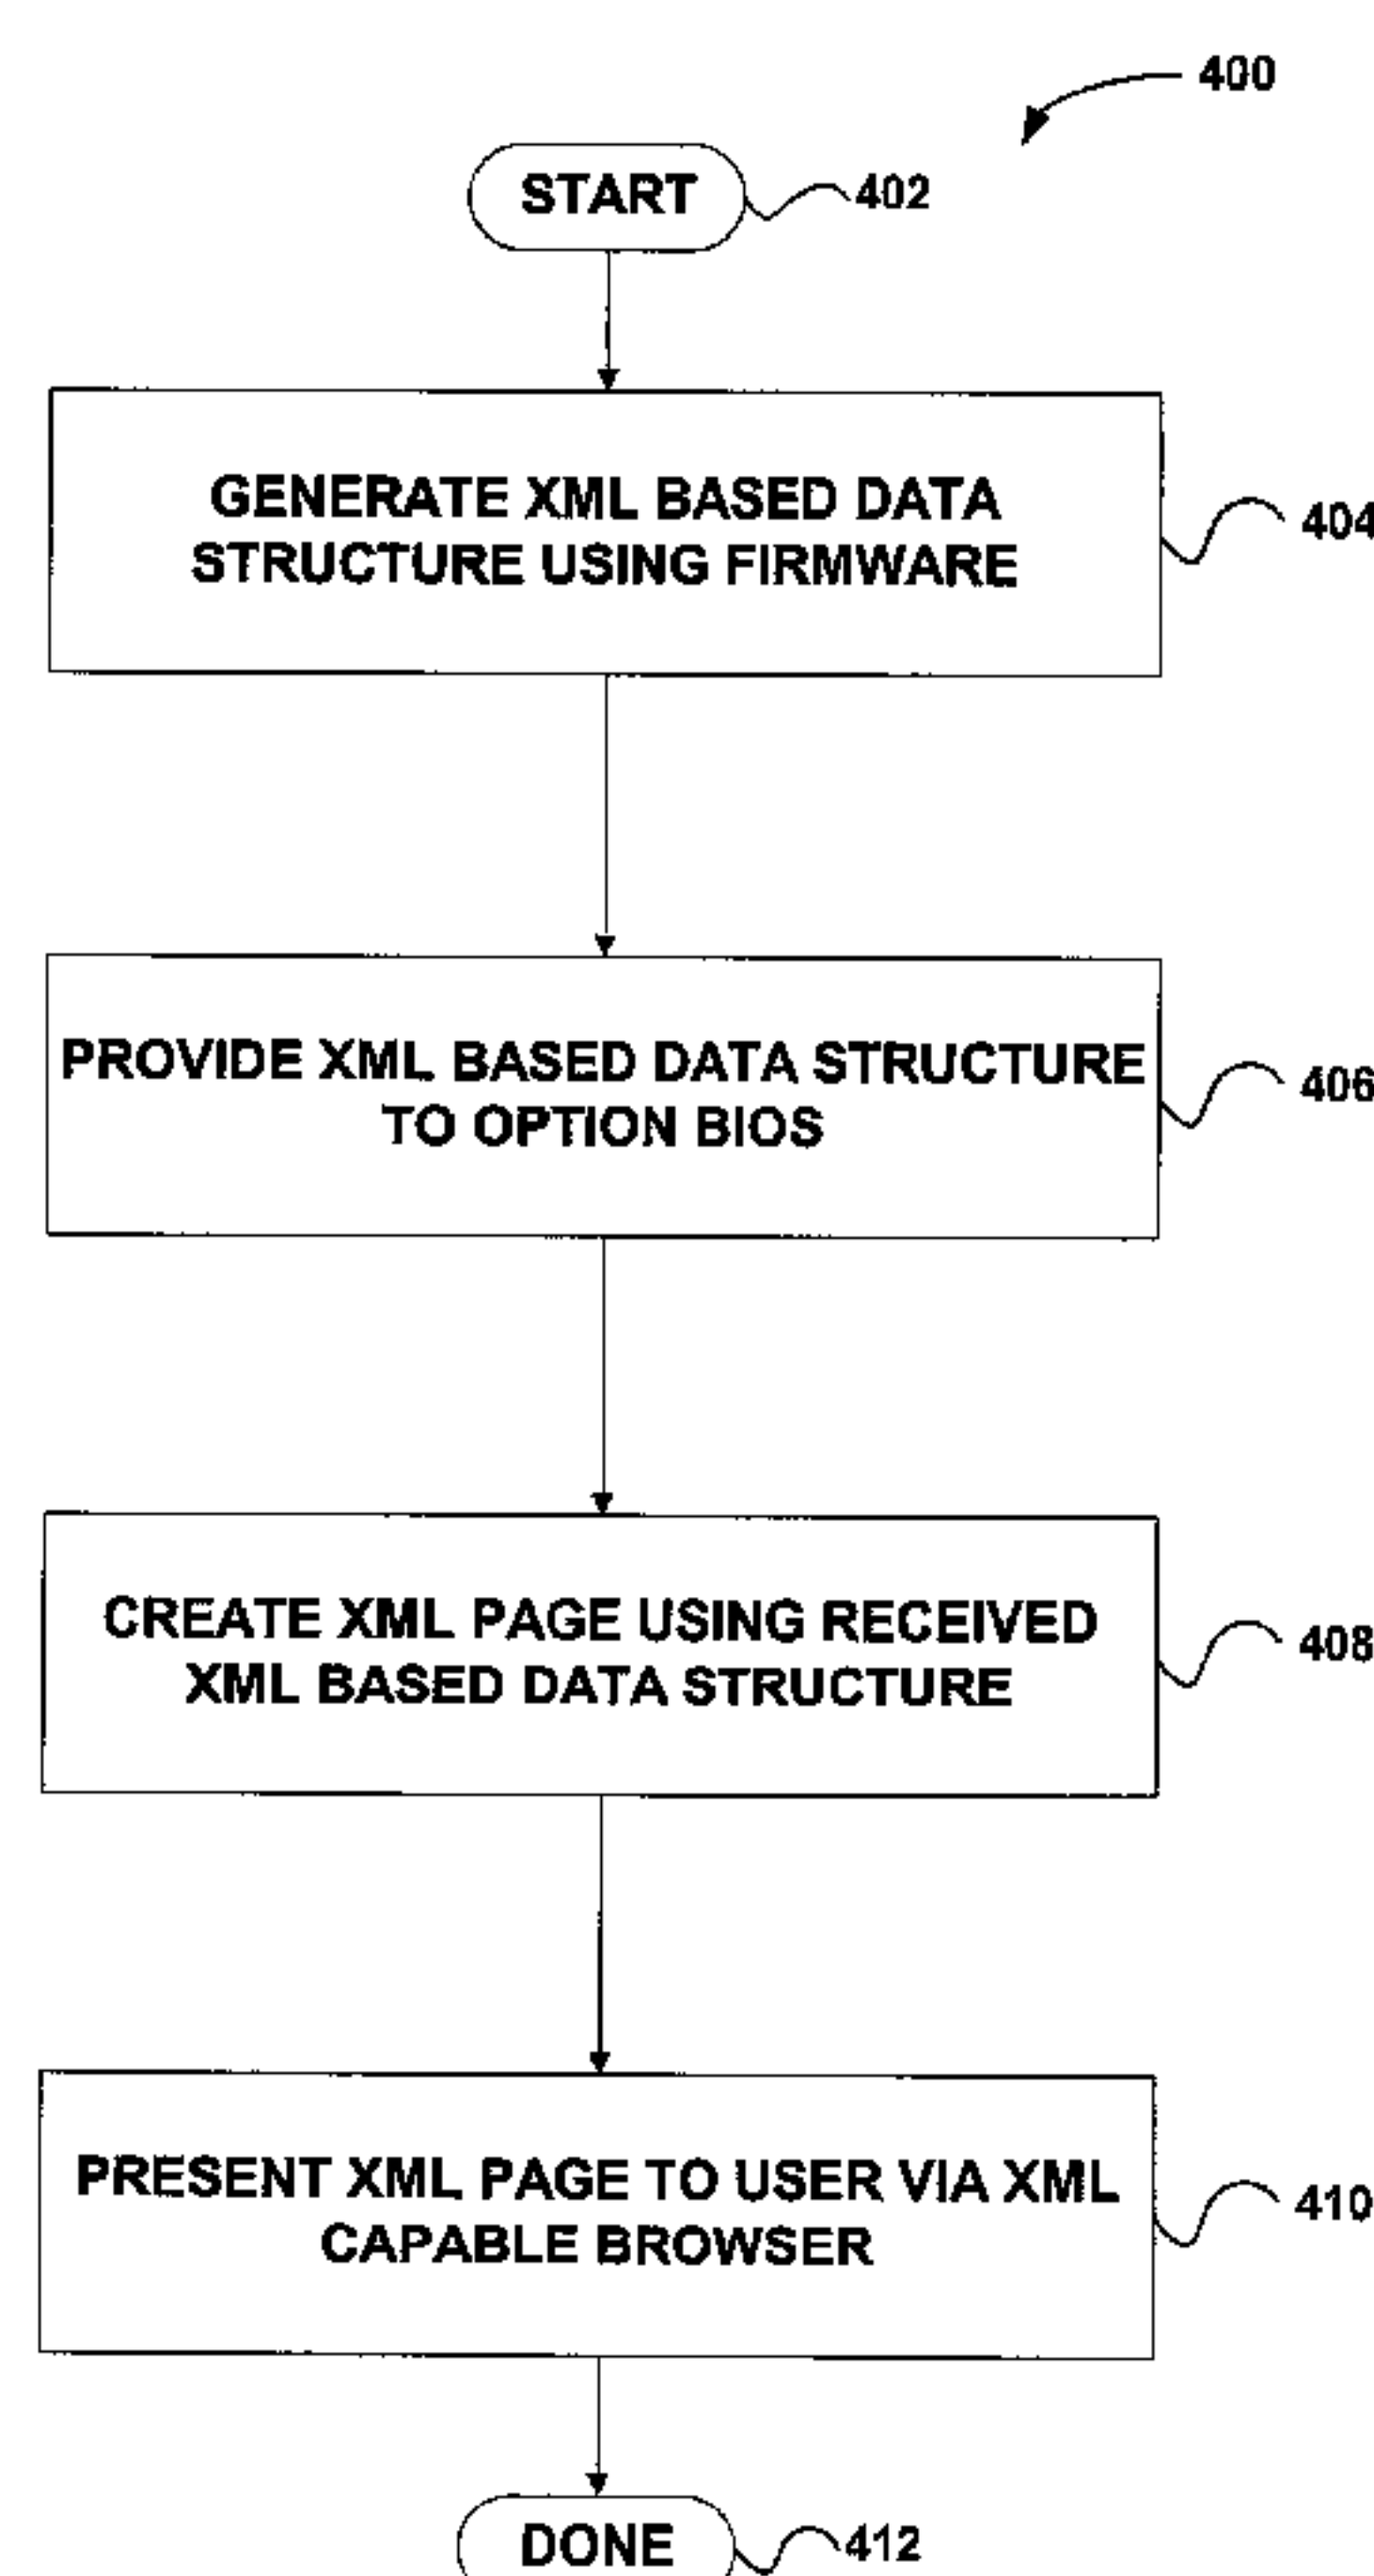 400
START
402
GENERATE XML BASED DATA
STRUCTURE USING FIRMWARE
404
PROVIDE XML BASED DATA STRUCTURE
TO OPTION BIOS
406
CREATE XML PAGE USING RECEIVED
XML BASED DATA STRUCTURE
408
PRESENT XML PAGE TO USER VIA XML
CAPABLE BROWSER
410
DONE
412